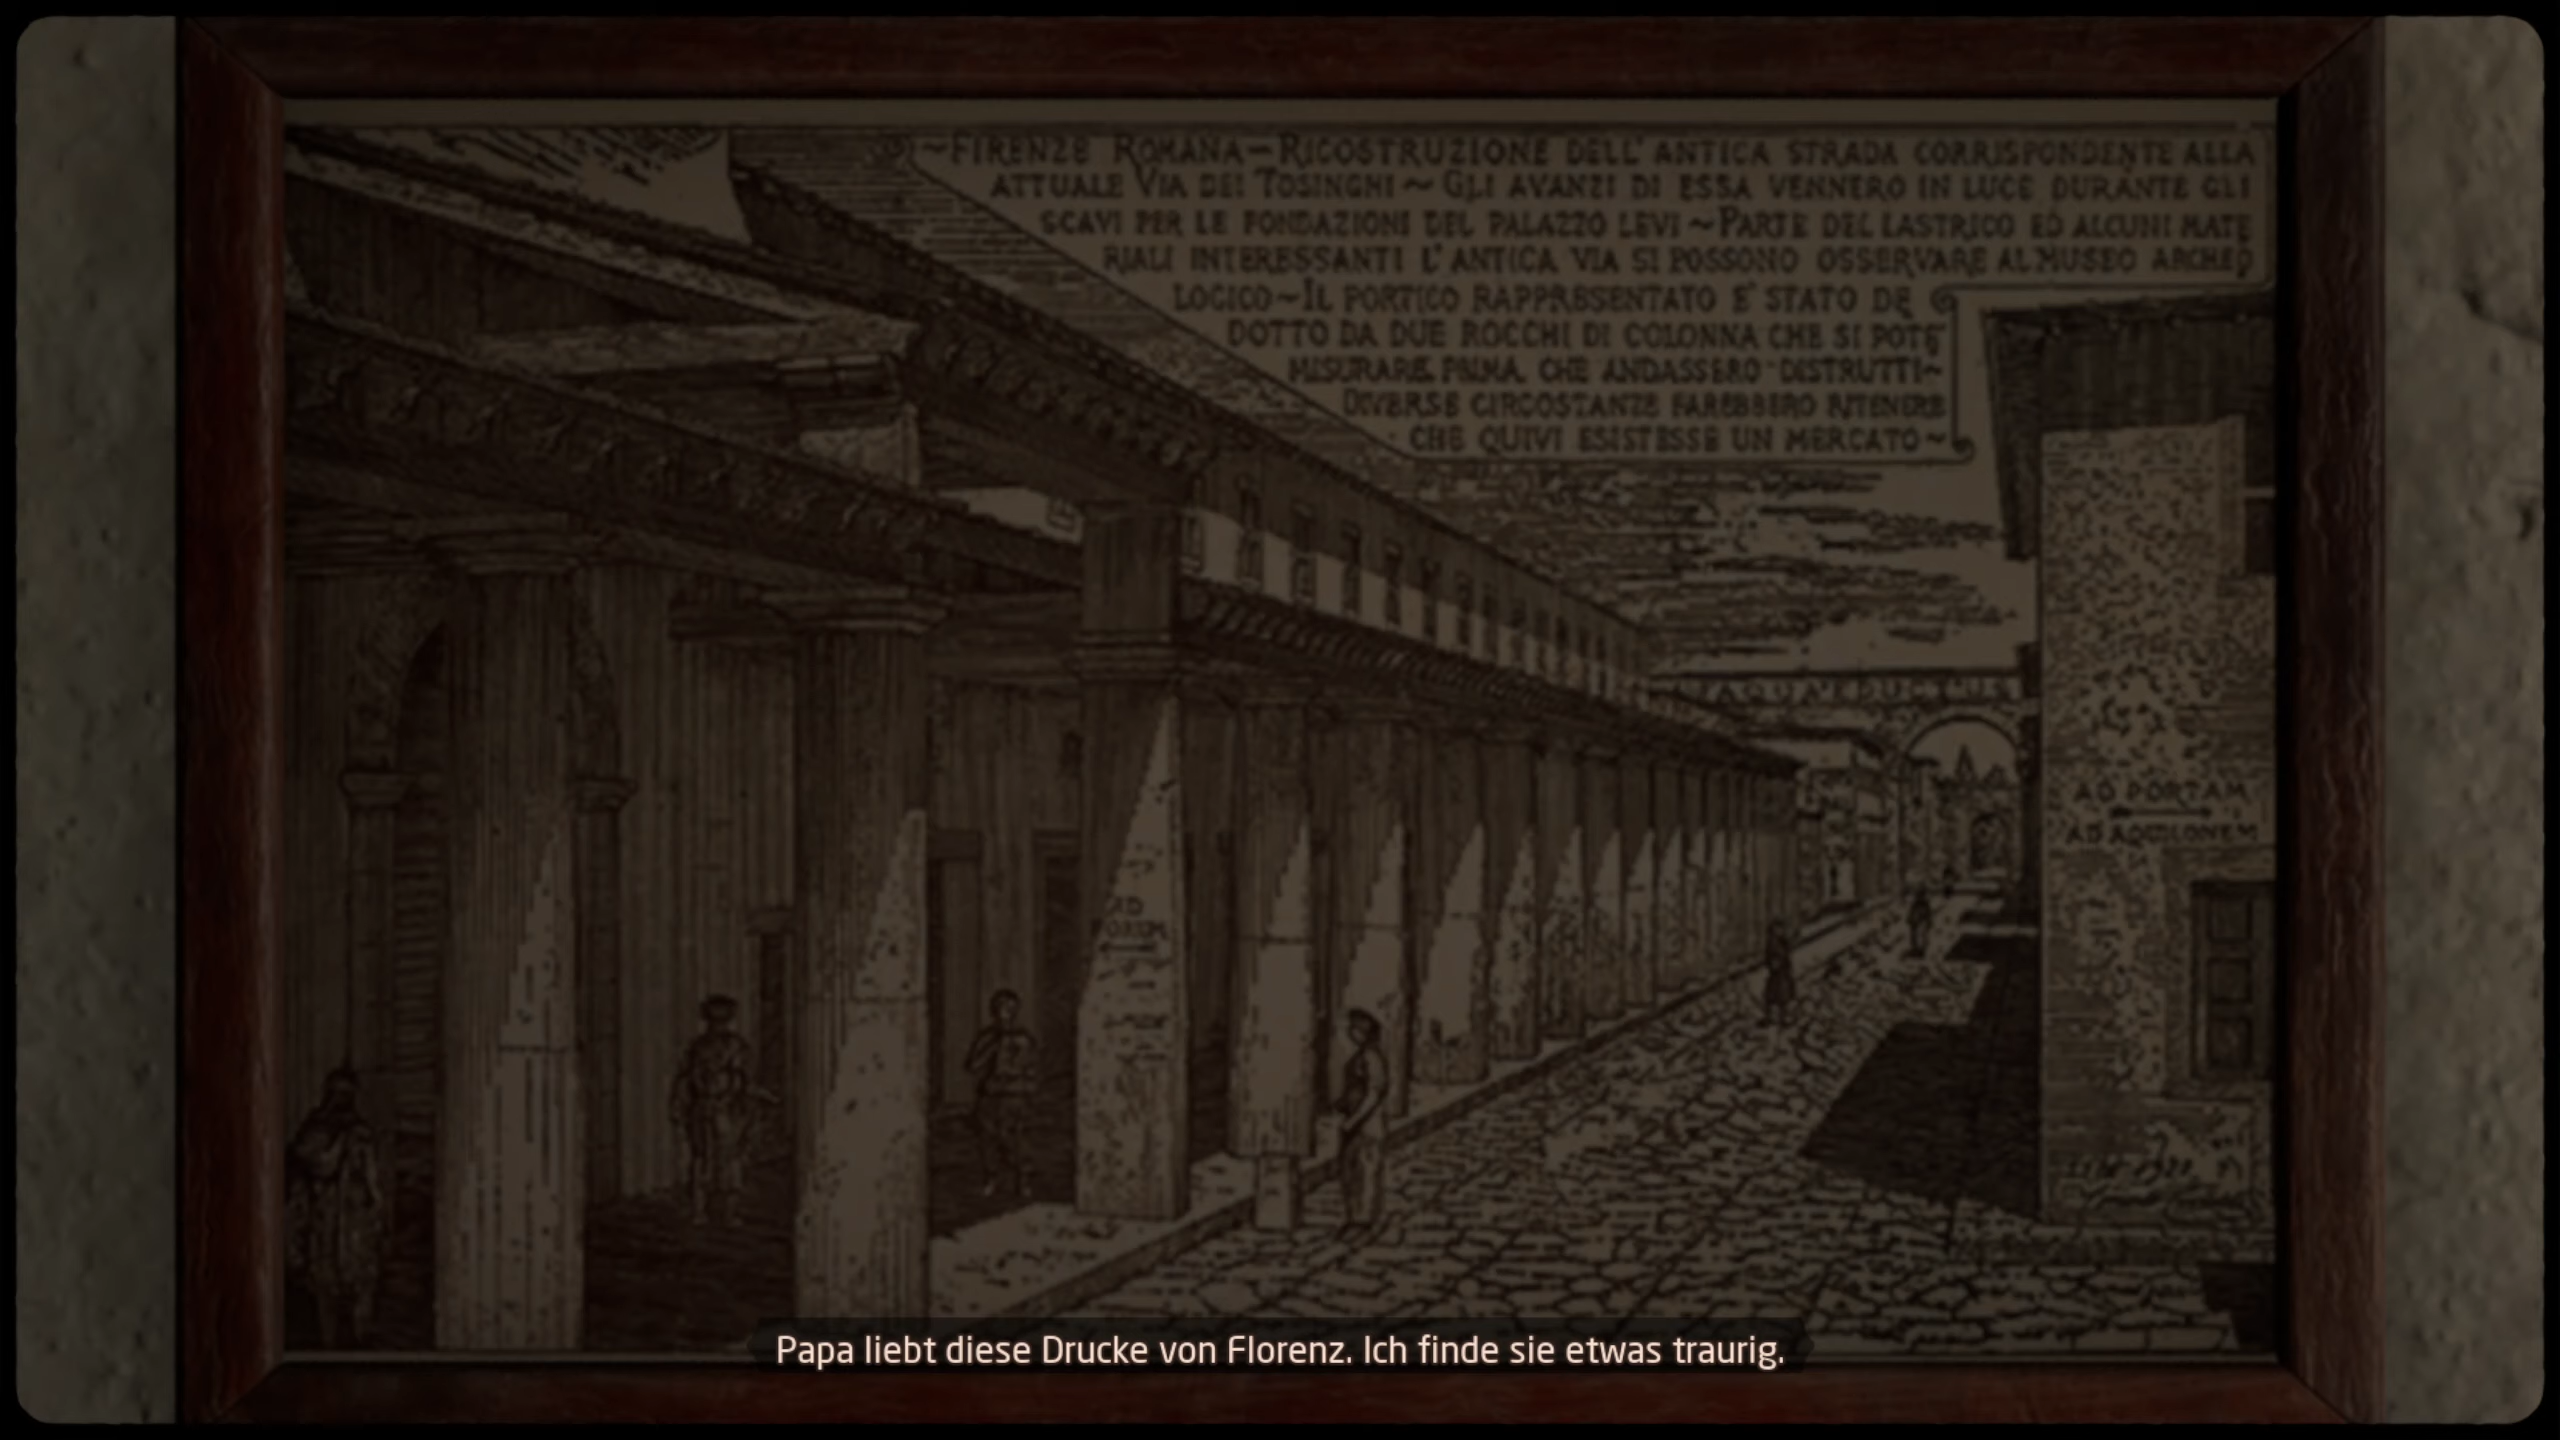 ~FIRENZE ROMANA~RICOSTRUZIONE DELL'ANTICA STRADA CORRISPONDENTE ALLA
ATTUALE VIA DEI TOSINGHI ~ GLI AVANZI DI ESSA VENNERO IN LUCE DURANTE GLI
SCAVI PER LE FONDAZIONI DEL PALAZZO LEVI ~ PARTE DEL LASTRICO ED ALCUNI MATE
RIALI INTERESSANTI L'ANTICA VIA SI POSSONO OSSERVARE AL MUSEO ARCHEO
LOGICO~IL PORTICO RAPPRESENTATO E' STATO DE
DOTTO DA DUE ROCCHI DI COLONNA CHE SI POTE
MISURARE PRIMA CHE ANDASSERO DISTRUTTI~
DIVERSE CIRCOSTANZE FAREBBERO RITENERE
CHE QUIVI ESISTESSE UN MERCATO~
AQUAEDUCTUS
AD PORTAM
AD AQUILONEM
AD
FORUM
Papa liebt diese Drucke von Florenz. Ich finde sie etwas traurig.